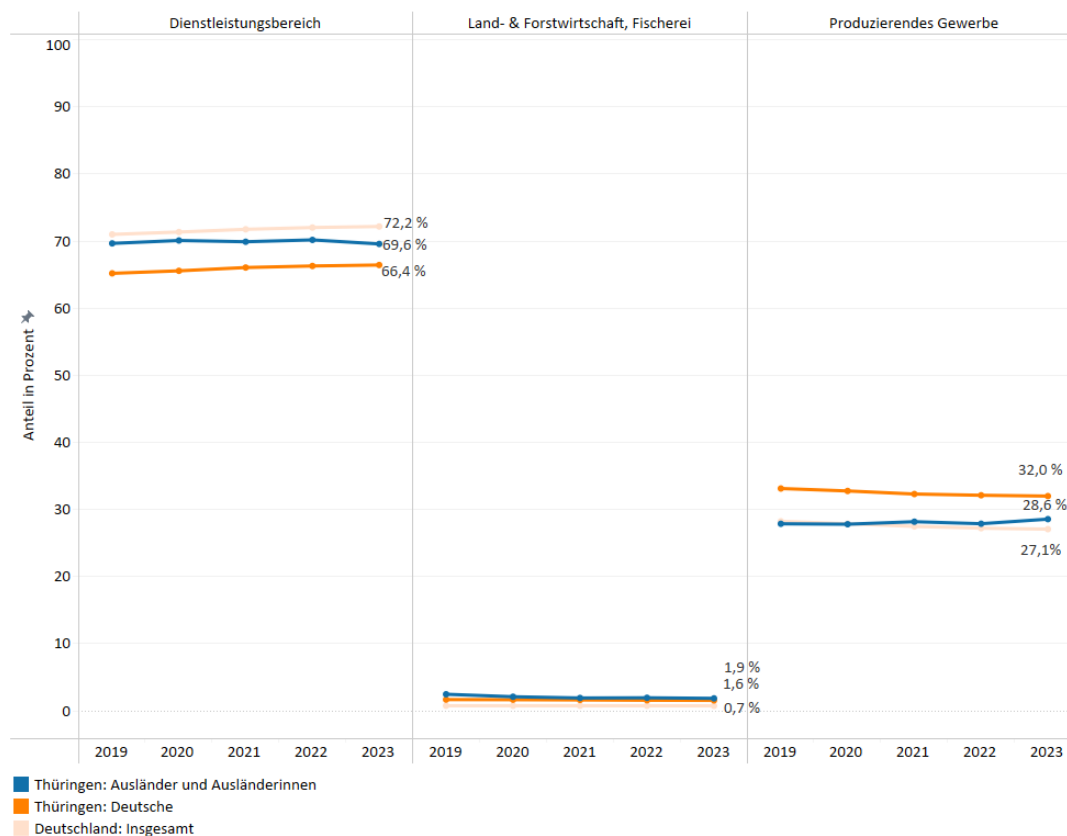 Dienstleistungsbereich
Land- & Forstwirtschaft, Fischerei
Produzierendes Gewerbe
Anteil in Prozent
100
90
80
70
60
50
40
30
20
10
0
72,2 %
69,6 %
66,4 %
1,9 %
1,6 %
0,7 %
32,0 %
28,6 %
27,1%
2019 2020 2021 2022 2023
2019 2020 2021 2022 2023
2019 2020 2021 2022 2023
Thüringen: Ausländer und Ausländerinnen
Thüringen: Deutsche
Deutschland: Insgesamt